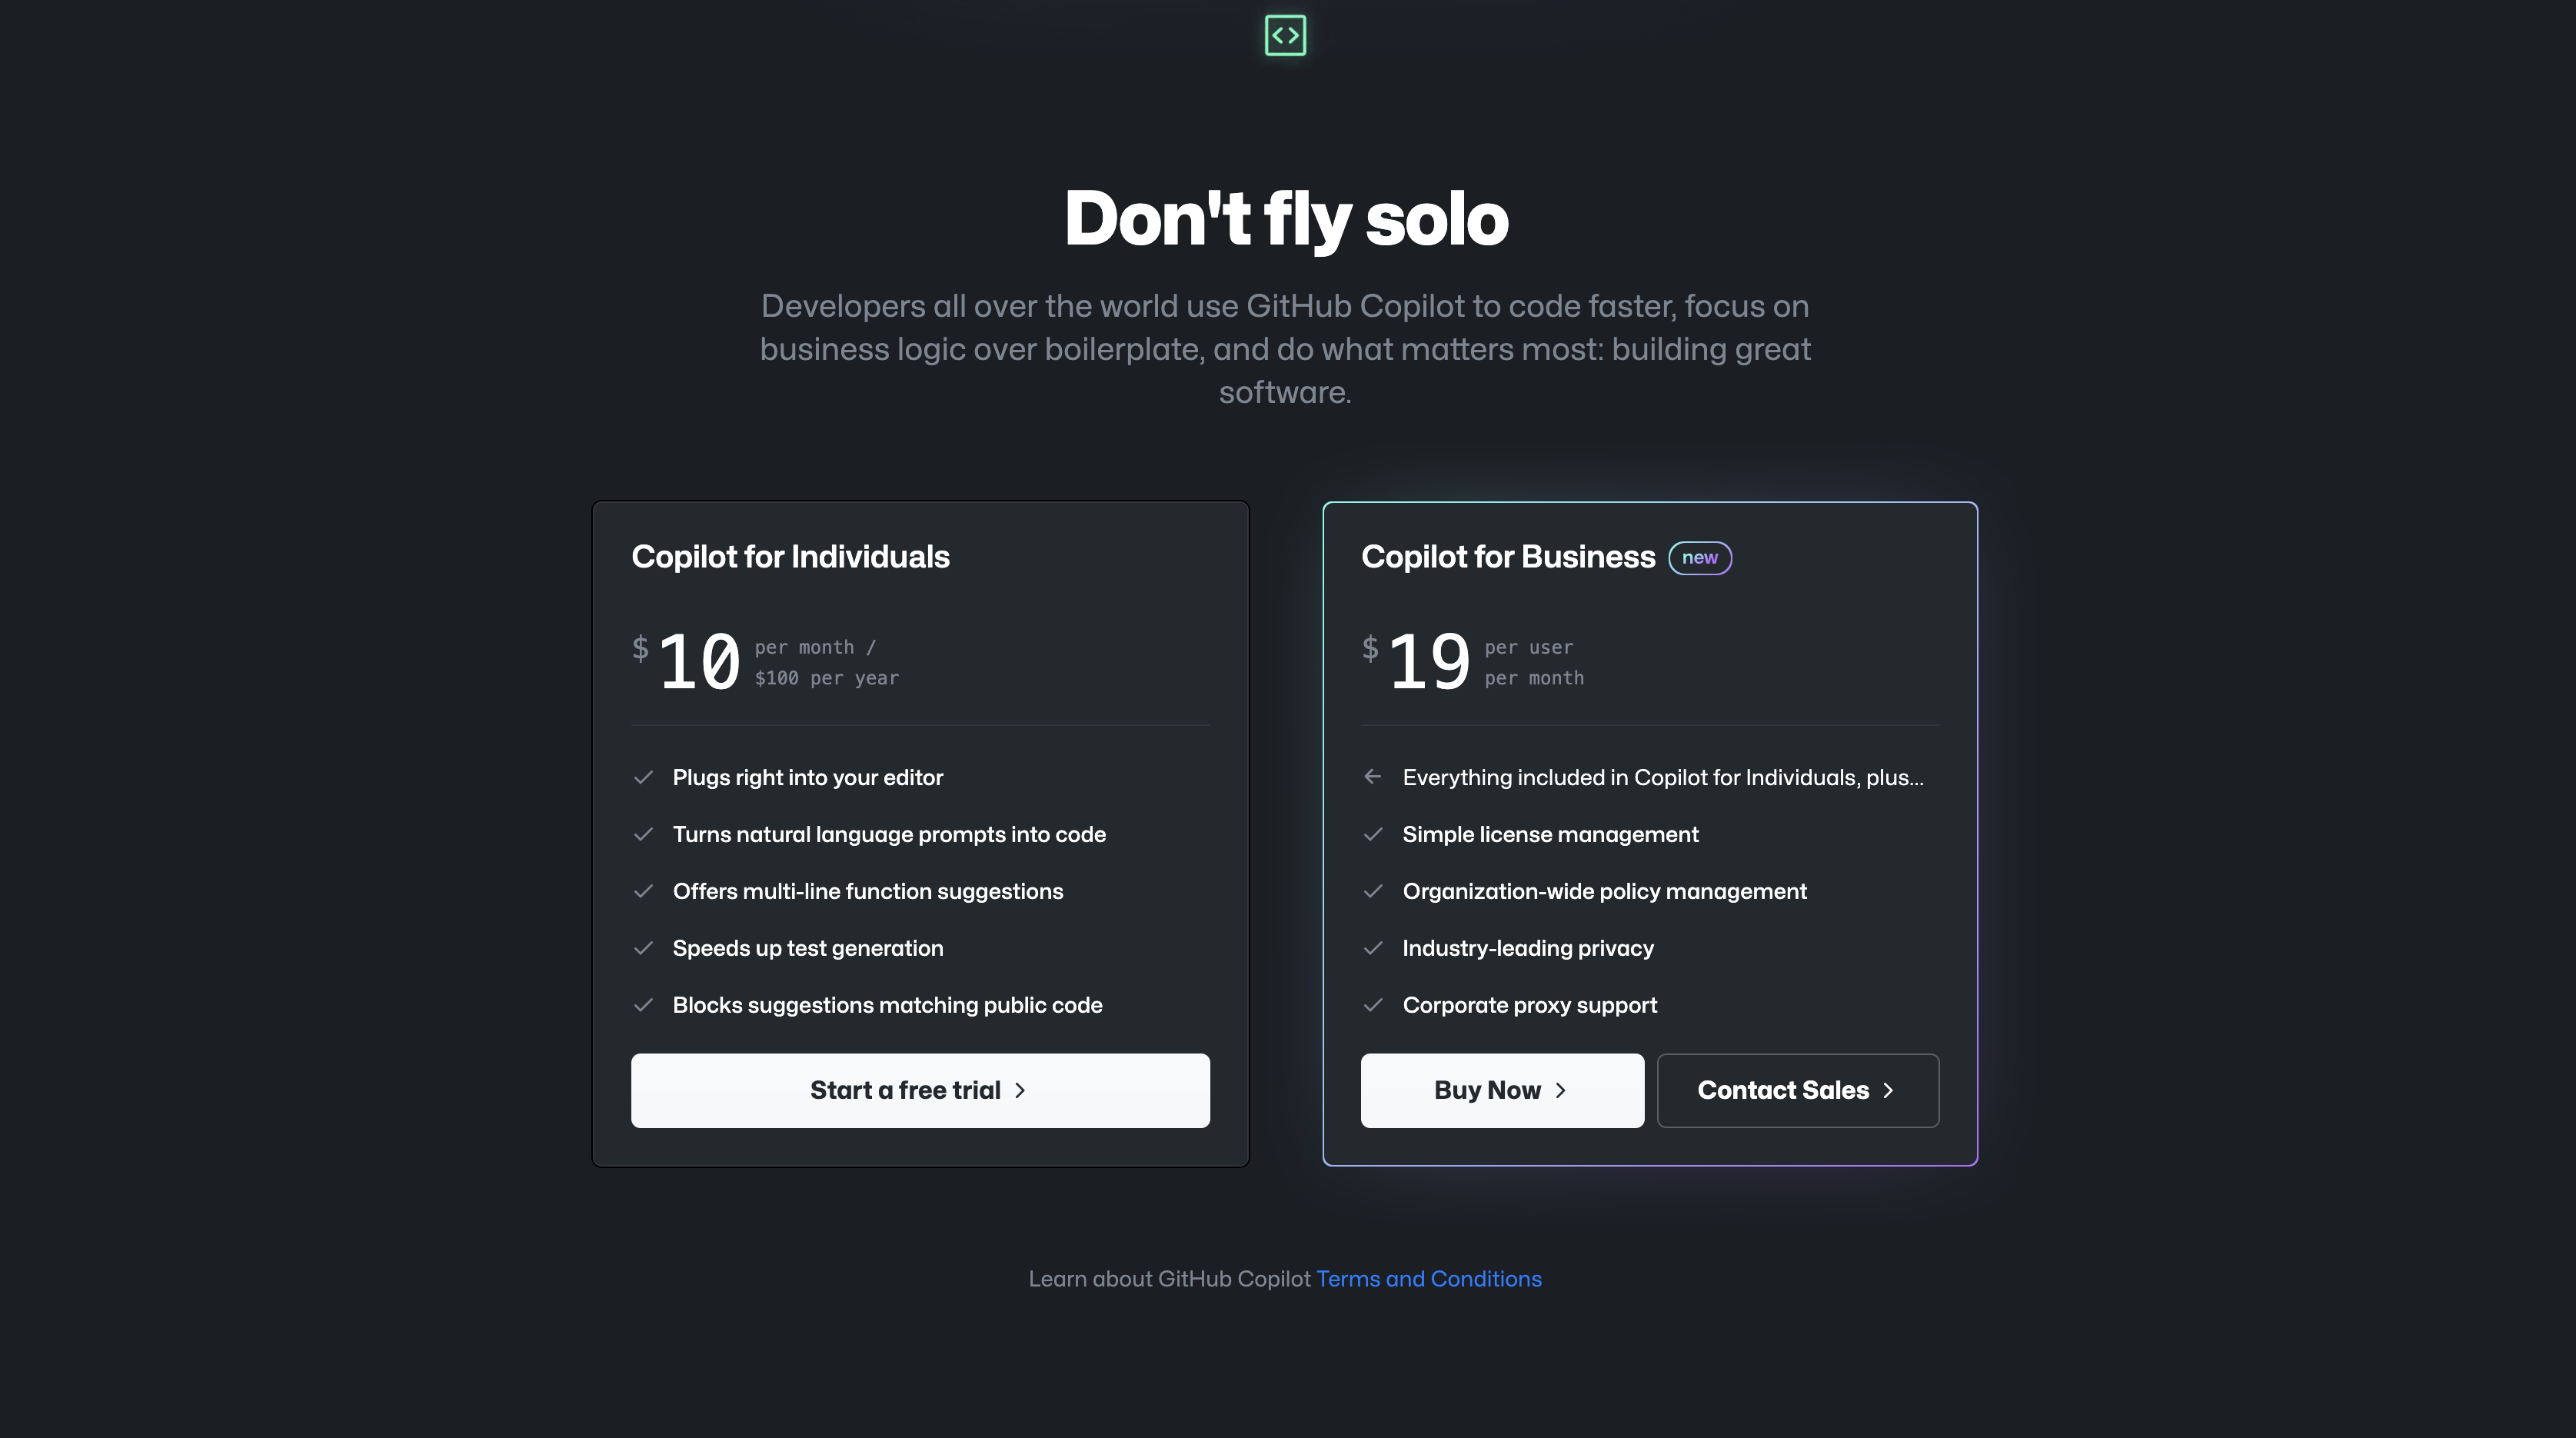 Don't fly solo
Developers all over the world use GitHub Copilot to code faster, focus on
business logic over boilerplate, and do what matters most: building great
software.
Copilot for Individuals
$ 10 per month /
$100 per year
Plugs right into your editor
Turns natural language prompts into code
Offers multi-line function suggestions
Speeds up test generation
Blocks suggestions matching public code
Start a free trial
Copilot for Business new
$ 19 per user
per month
Everything included in Copilot for Individuals, plus...
Simple license management
Organization-wide policy management
Industry-leading privacy
Corporate proxy support
Buy Now
Contact Sales
Learn about GitHub Copilot Terms and Conditions